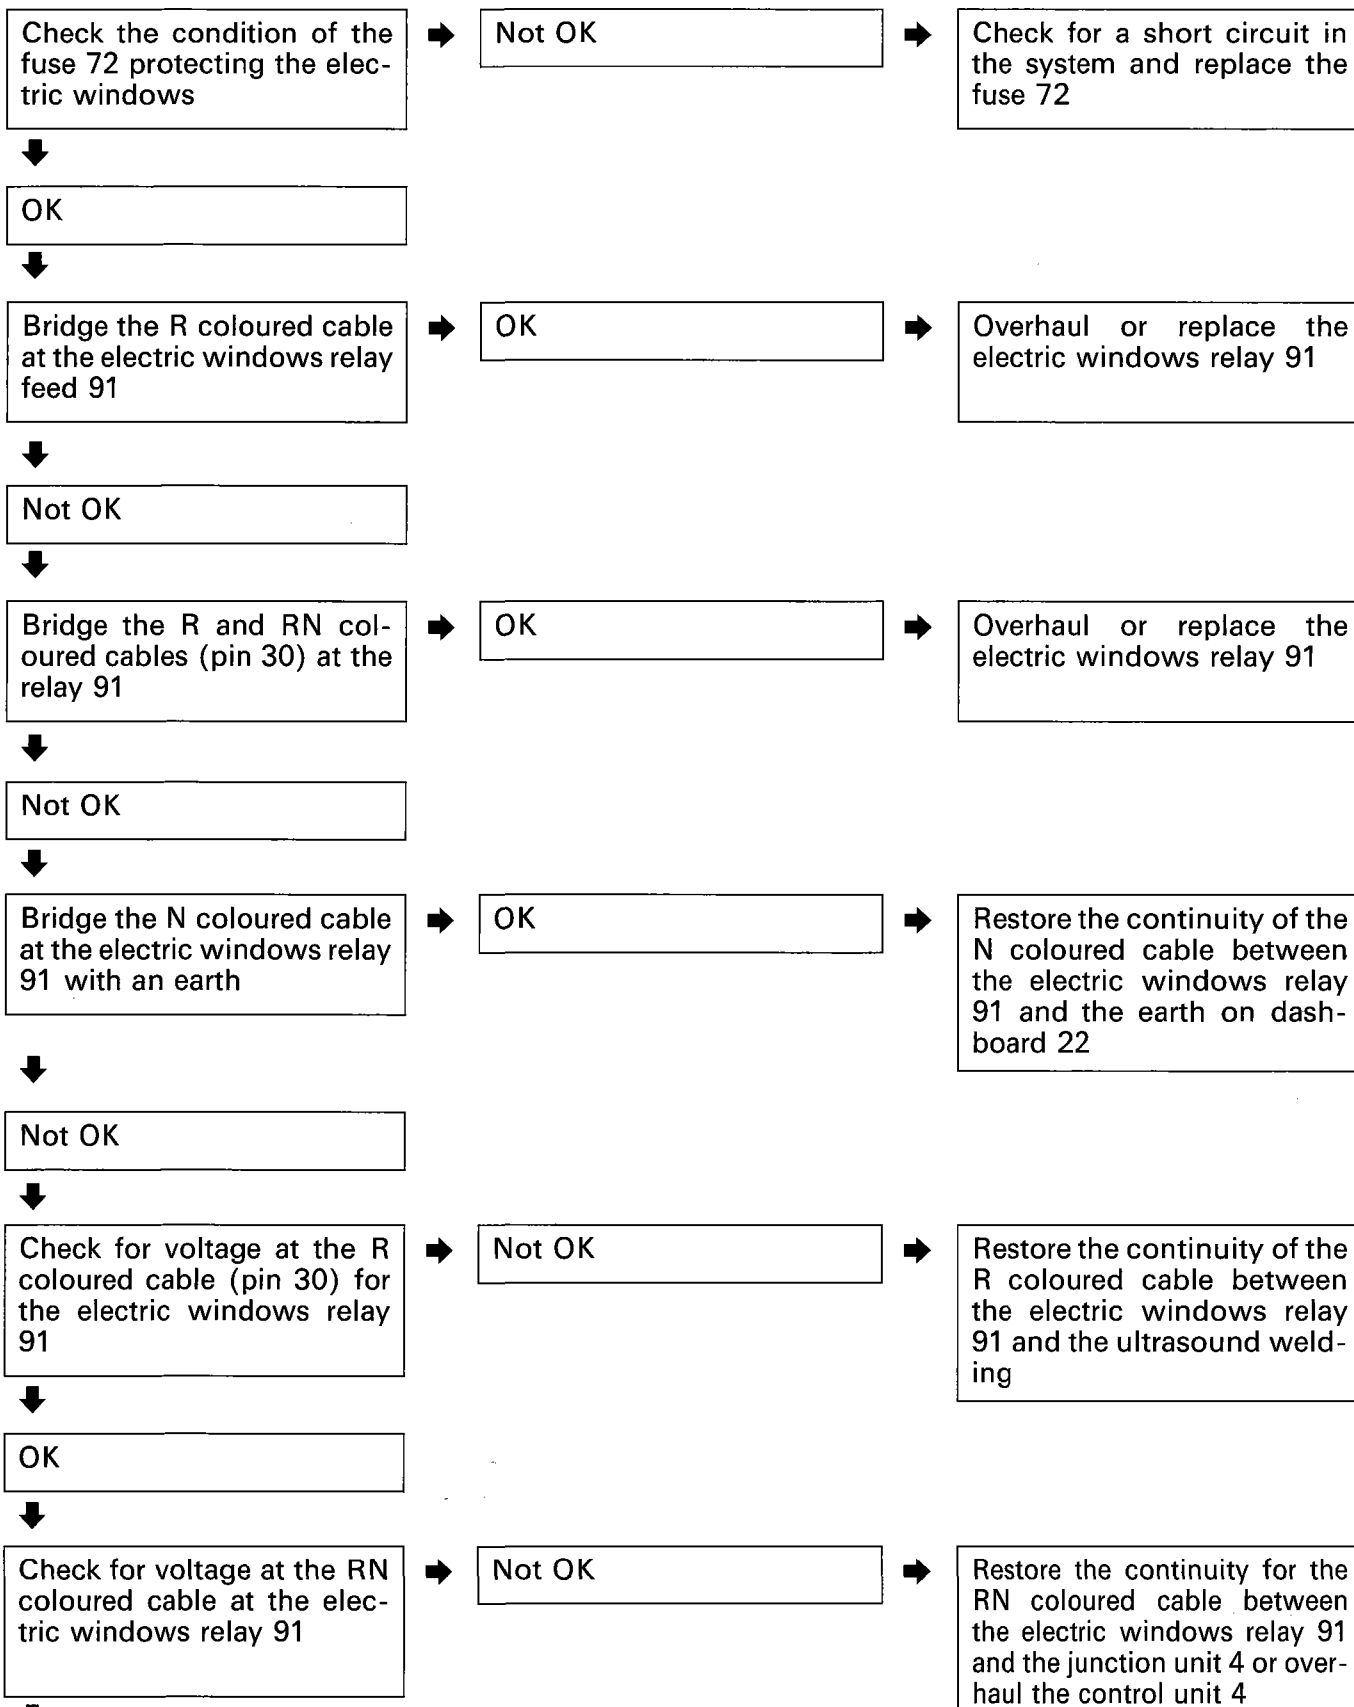 Check the condition of the
fuse 72 protecting the elec-
tric windows
Not OK
Check for a short circuit in
the system and replace the
fuse 72
OK
Bridge the R coloured cable
at the electric windows relay
feed 91
OK
Overhaul or replace the
electric windows relay 91
Not OK
Bridge the R and RN col-
oured cables (pin 30) at the
relay 91
OK
Overhaul or replace the
electric windows relay 91
Not OK
Bridge the N coloured cable
at the electric windows relay
91 with an earth
OK
Restore the continuity of the
N coloured cable between
the electric windows relay
91 and the earth on dash-
board 22
Not OK
Check for voltage at the R
coloured cable (pin 30) for
the electric windows relay
91
Not OK
Restore the continuity of the
R coloured cable between
the electric windows relay
91 and the ultrasound weld-
ing
OK
Check for voltage at the RN
coloured cable at the elec-
tric windows relay 91
Not OK
Restore the continuity for the
RN coloured cable between
the electric windows relay 91
and the junction unit 4 or over-
haul the control unit 4